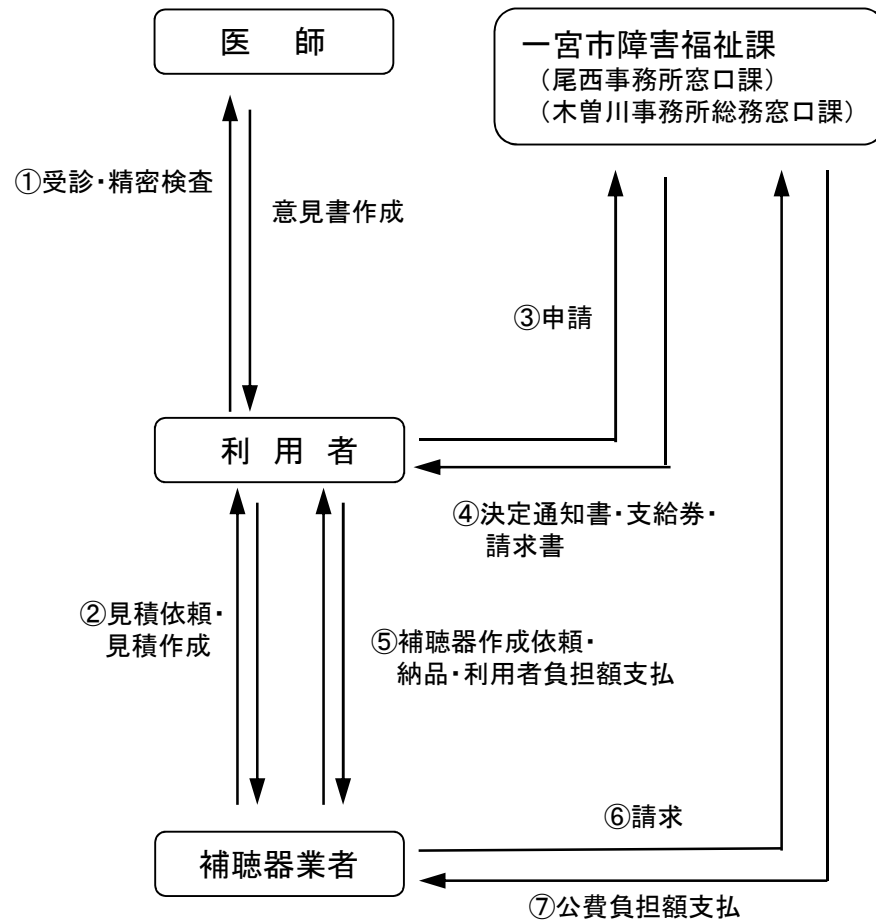 医　師
一宮市障害福祉課
（尾西事務所窓口課）
（木曽川事務所総務窓口課）
①受診・精密検査
意見書作成
③申請
利 用 者
④決定通知書・支給券・
請求書
②見積依頼・
見積作成
⑤補聴器作成依頼・
納品・利用者負担額支払
⑥請求
補聴器業者
⑦公費負担額支払